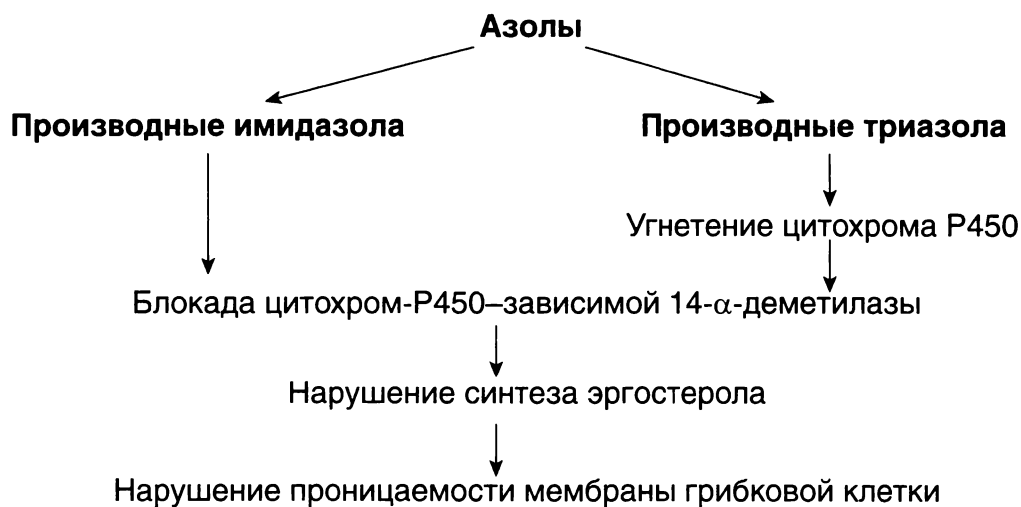 Азолы
Производные имидазола
Производные триазола
Угнетение цитохрома Р450
Блокада цитохром-Р450–зависимой 14-α-деметилазы
Нарушение синтеза эргостерола
Нарушение проницаемости мембраны грибковой клетки